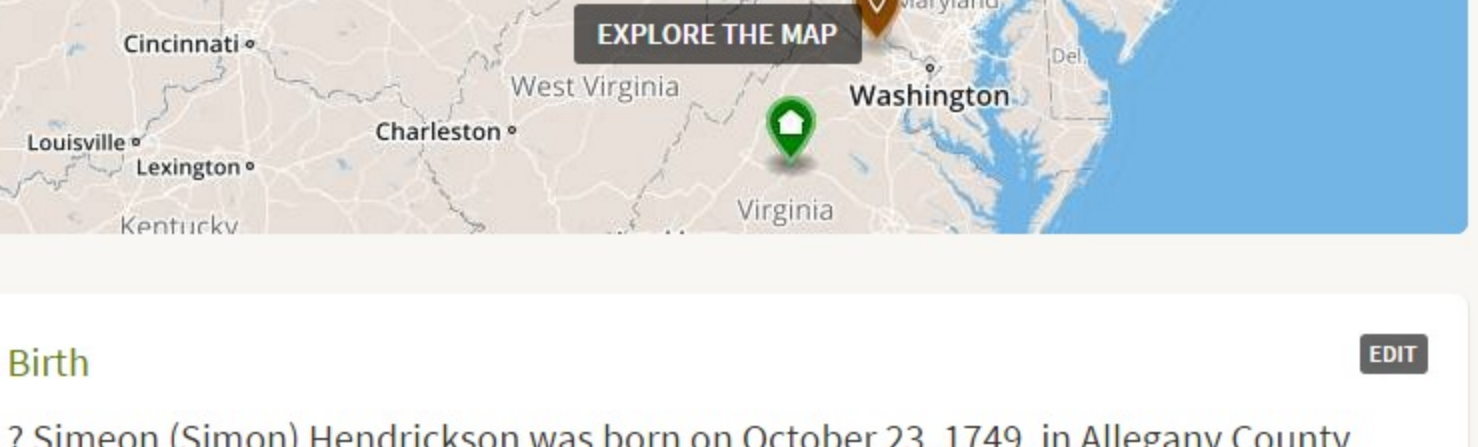 Maryland
Cincinnati
EXPLORE THE MAP
Del.
West Virginia
Washington
Charleston
Louisville
Lexington
Virginia
Kentucky
Birth
EDIT
? Simeon (Simon) Hendrickson was born on October 23, 1749, in Allegany County,